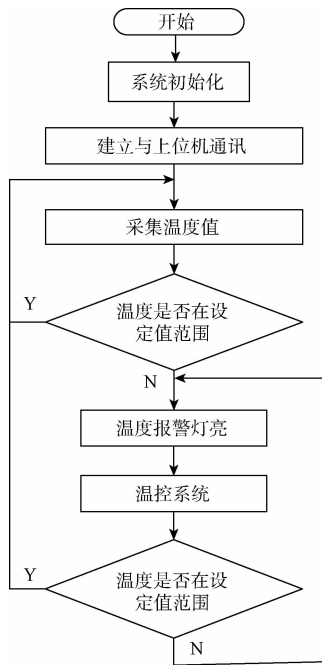 开始
系统初始化
建立与上位机通讯
采集温度值
Y
温度是否在设
定值范围
N
温度报警灯亮
温控系统
Y
温度是否在设
定值范围
N